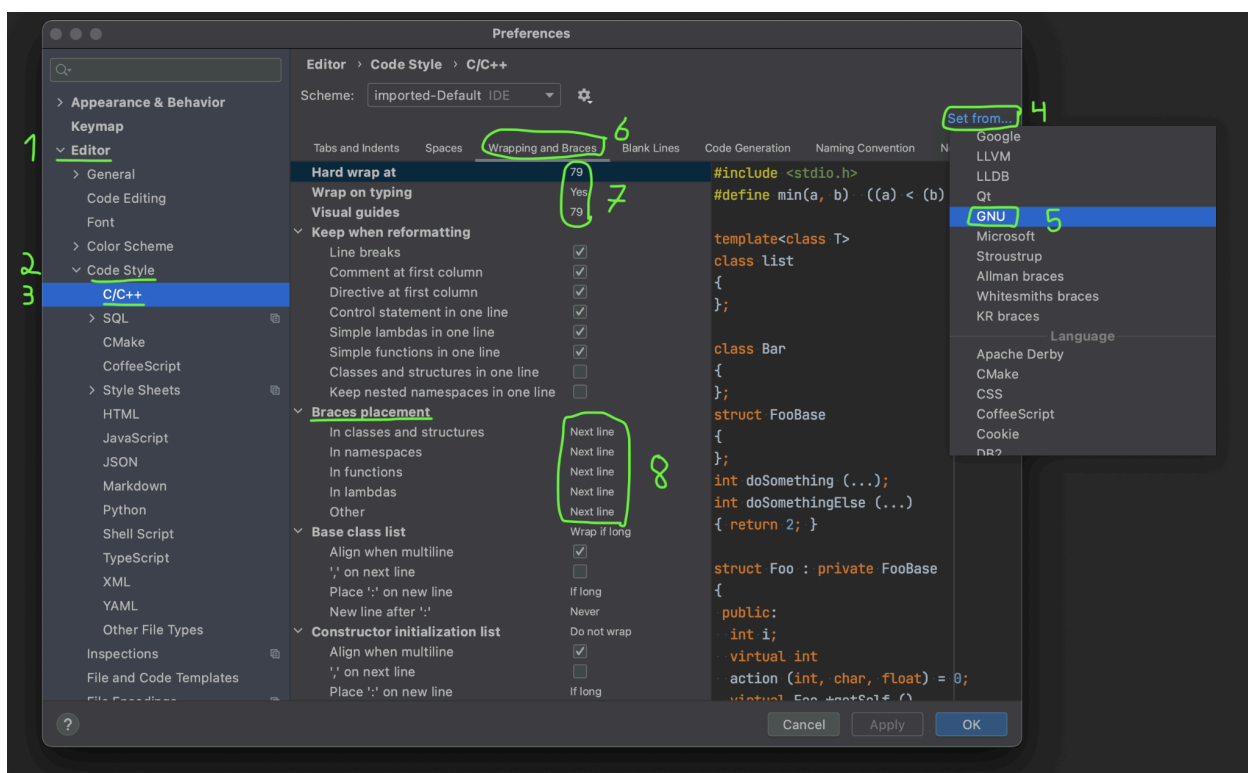 Preferences
Editor › Code Style › C/C++
Scheme: imported-Default IDE
Set from...
4
Appearance & Behavior
Keymap
1
Editor
General
Code Editing
Font
Color Scheme
2
Code Style
3
C/C++
SQL
CMake
CoffeeScript
Style Sheets
HTML
JavaScript
JSON
Markdown
Python
Shell Script
TypeScript
XML
YAML
Other File Types
Inspections
File and Code Templates
File Encodings
6
Tabs and Indents Spaces Wrapping and Braces Blank Lines Code Generation Naming Convention N
Hard wrap at 79
Wrap on typing Yes
7
Visual guides 79
Keep when reformatting
Line breaks
Comment at first column
Directive at first column
Control statement in one line
Simple lambdas in one line
Simple functions in one line
Classes and structures in one line
Keep nested namespaces in one line
Braces placement
In classes and structures Next line
In namespaces Next line
8
In functions Next line
In lambdas Next line
Other Next line
Base class list Wrap if long
Align when multiline
',' on next line
Place ':' on new line If long
New line after ':' Never
Constructor initialization list Do not wrap
Align when multiline
',' on next line
Place ':' on new line If long
#include <stdio.h>
#define min(a, b) ((a) < (b)
template<class T>
class list
{
};
class Bar
{
};
struct FooBase
{
};
int doSomething (...);
int doSomethingElse (...)
{ return 2; }
struct Foo : private FooBase
{
public:
int i;
virtual int
action (int, char, float) = 0;
virtual Foo *getSelf ()
Google
LLVM
LLDB
Qt
GNU
5
Microsoft
Stroustrup
Allman braces
Whitesmiths braces
KR braces
Language
Apache Derby
CMake
CSS
CoffeeScript
Cookie
DB2
?
Cancel Apply OK